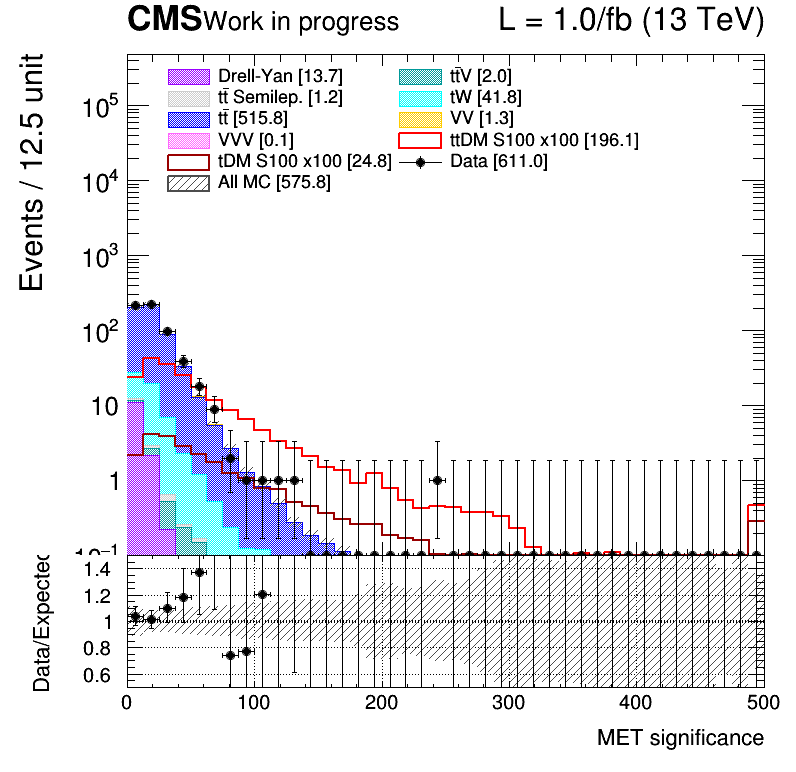 CMS Work in progress L = 1.0/fb (13 TeV)
Drell-Yan [13.7] tt̄V [2.0]
tt̄ Semilep. [1.2] tW [41.8]
tt̄ [515.8] VV [1.3]
VVV [0.1] ttDM S100 x100 [196.1]
tDM S100 x100 [24.8] Data [611.0]
All MC [575.8]
Events / 12.5 unit
10⁵
10⁴
10³
10²
10
1
10⁻¹
Data/Expected
1.4
1.2
1
0.8
0.6
0 100 200 300 400 500
MET significance